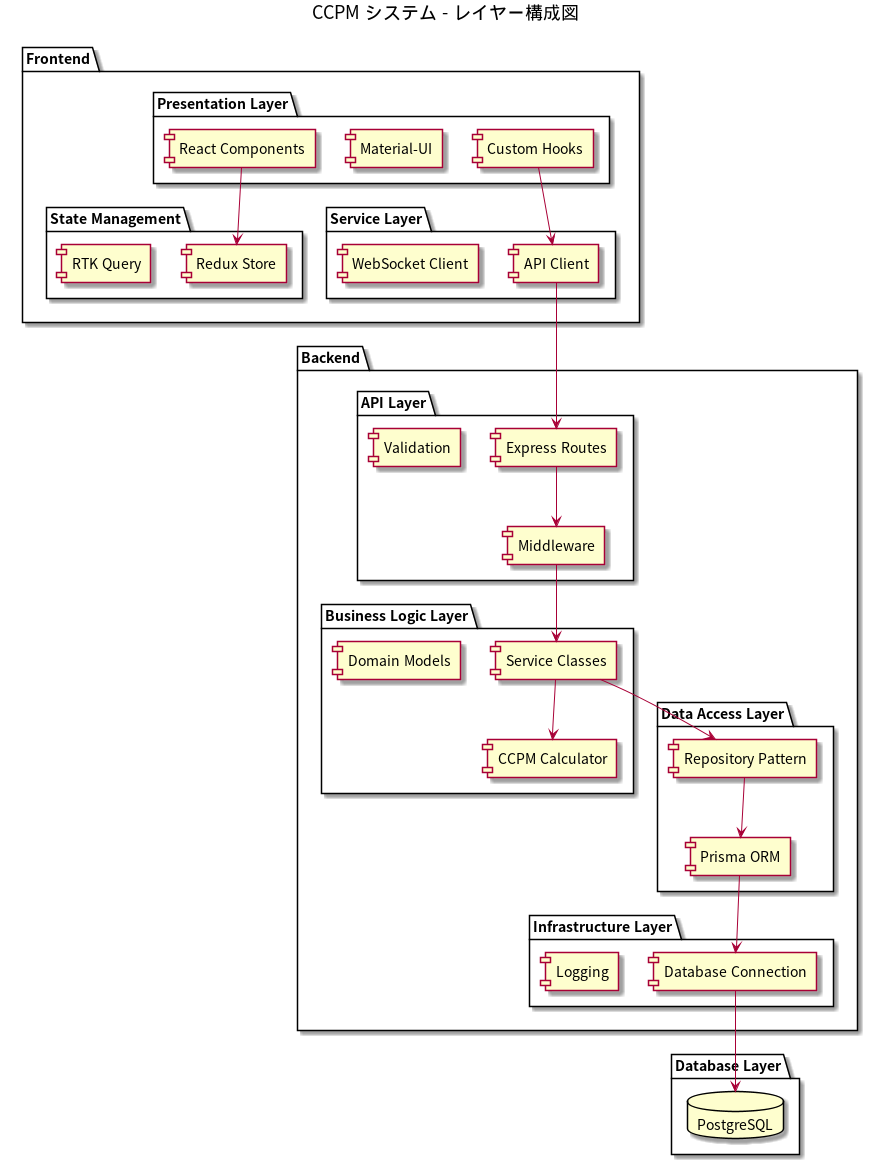 CCPM システム - レイヤー構成図
Frontend
Presentation Layer
React Components
Material-UI
Custom Hooks
State Management
RTK Query
Redux Store
Service Layer
WebSocket Client
API Client
Backend
API Layer
Validation
Express Routes
Middleware
Business Logic Layer
Domain Models
Service Classes
CCPM Calculator
Data Access Layer
Repository Pattern
Prisma ORM
Infrastructure Layer
Logging
Database Connection
Database Layer
PostgreSQL